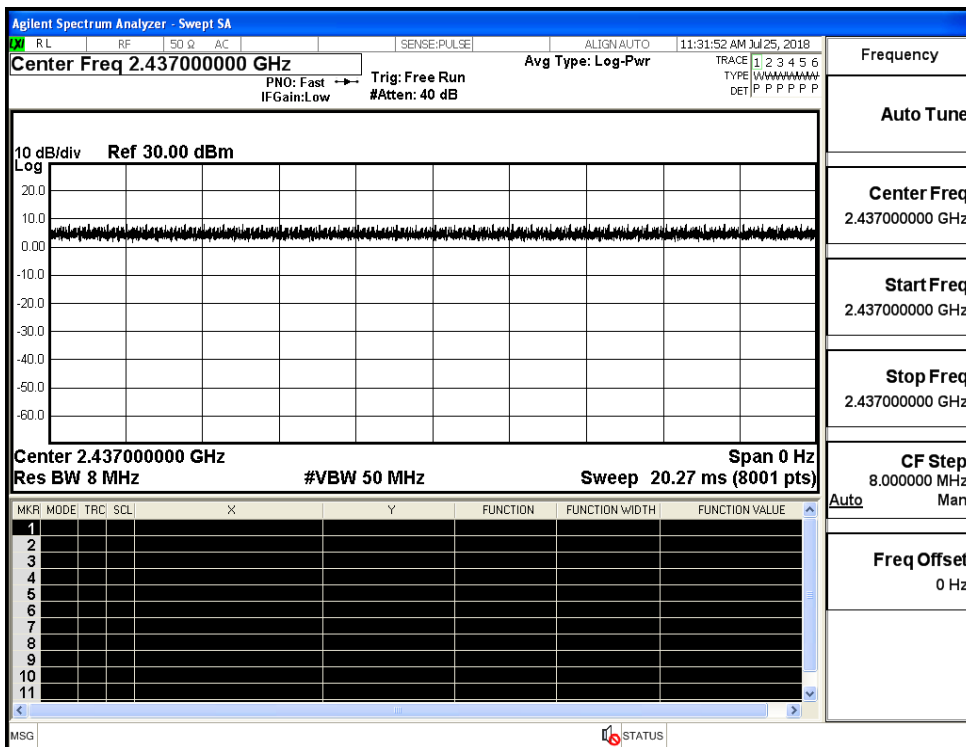 Agilent Spectrum Analyzer - Swept SA
LXI RL RF 50 Ω AC SENSE:PULSE ALIGN AUTO 11:31:52 AM Jul 25, 2018
Center Freq 2.437000000 GHz
PNO: Fast
IFGain:Low
Trig: Free Run
#Atten: 40 dB
Avg Type: Log-Pwr
TRACE 1 2 3 4 5 6
TYPE WWWWWW
DET P P P P P P
10 dB/div Ref 30.00 dBm
Log
20.0
10.0
0.00
-10.0
-20.0
-30.0
-40.0
-50.0
-60.0
Center 2.437000000 GHz Span 0 Hz
Res BW 8 MHz #VBW 50 MHz Sweep 20.27 ms (8001 pts)
MKR MODE TRC SCL X Y FUNCTION FUNCTION WIDTH FUNCTION VALUE
1
2
3
4
5
6
7
8
9
10
11
MSG STATUS
Frequency
Auto Tune
Center Freq
2.437000000 GHz
Start Freq
2.437000000 GHz
Stop Freq
2.437000000 GHz
CF Step
8.000000 MHz
Auto Man
Freq Offset
0 Hz